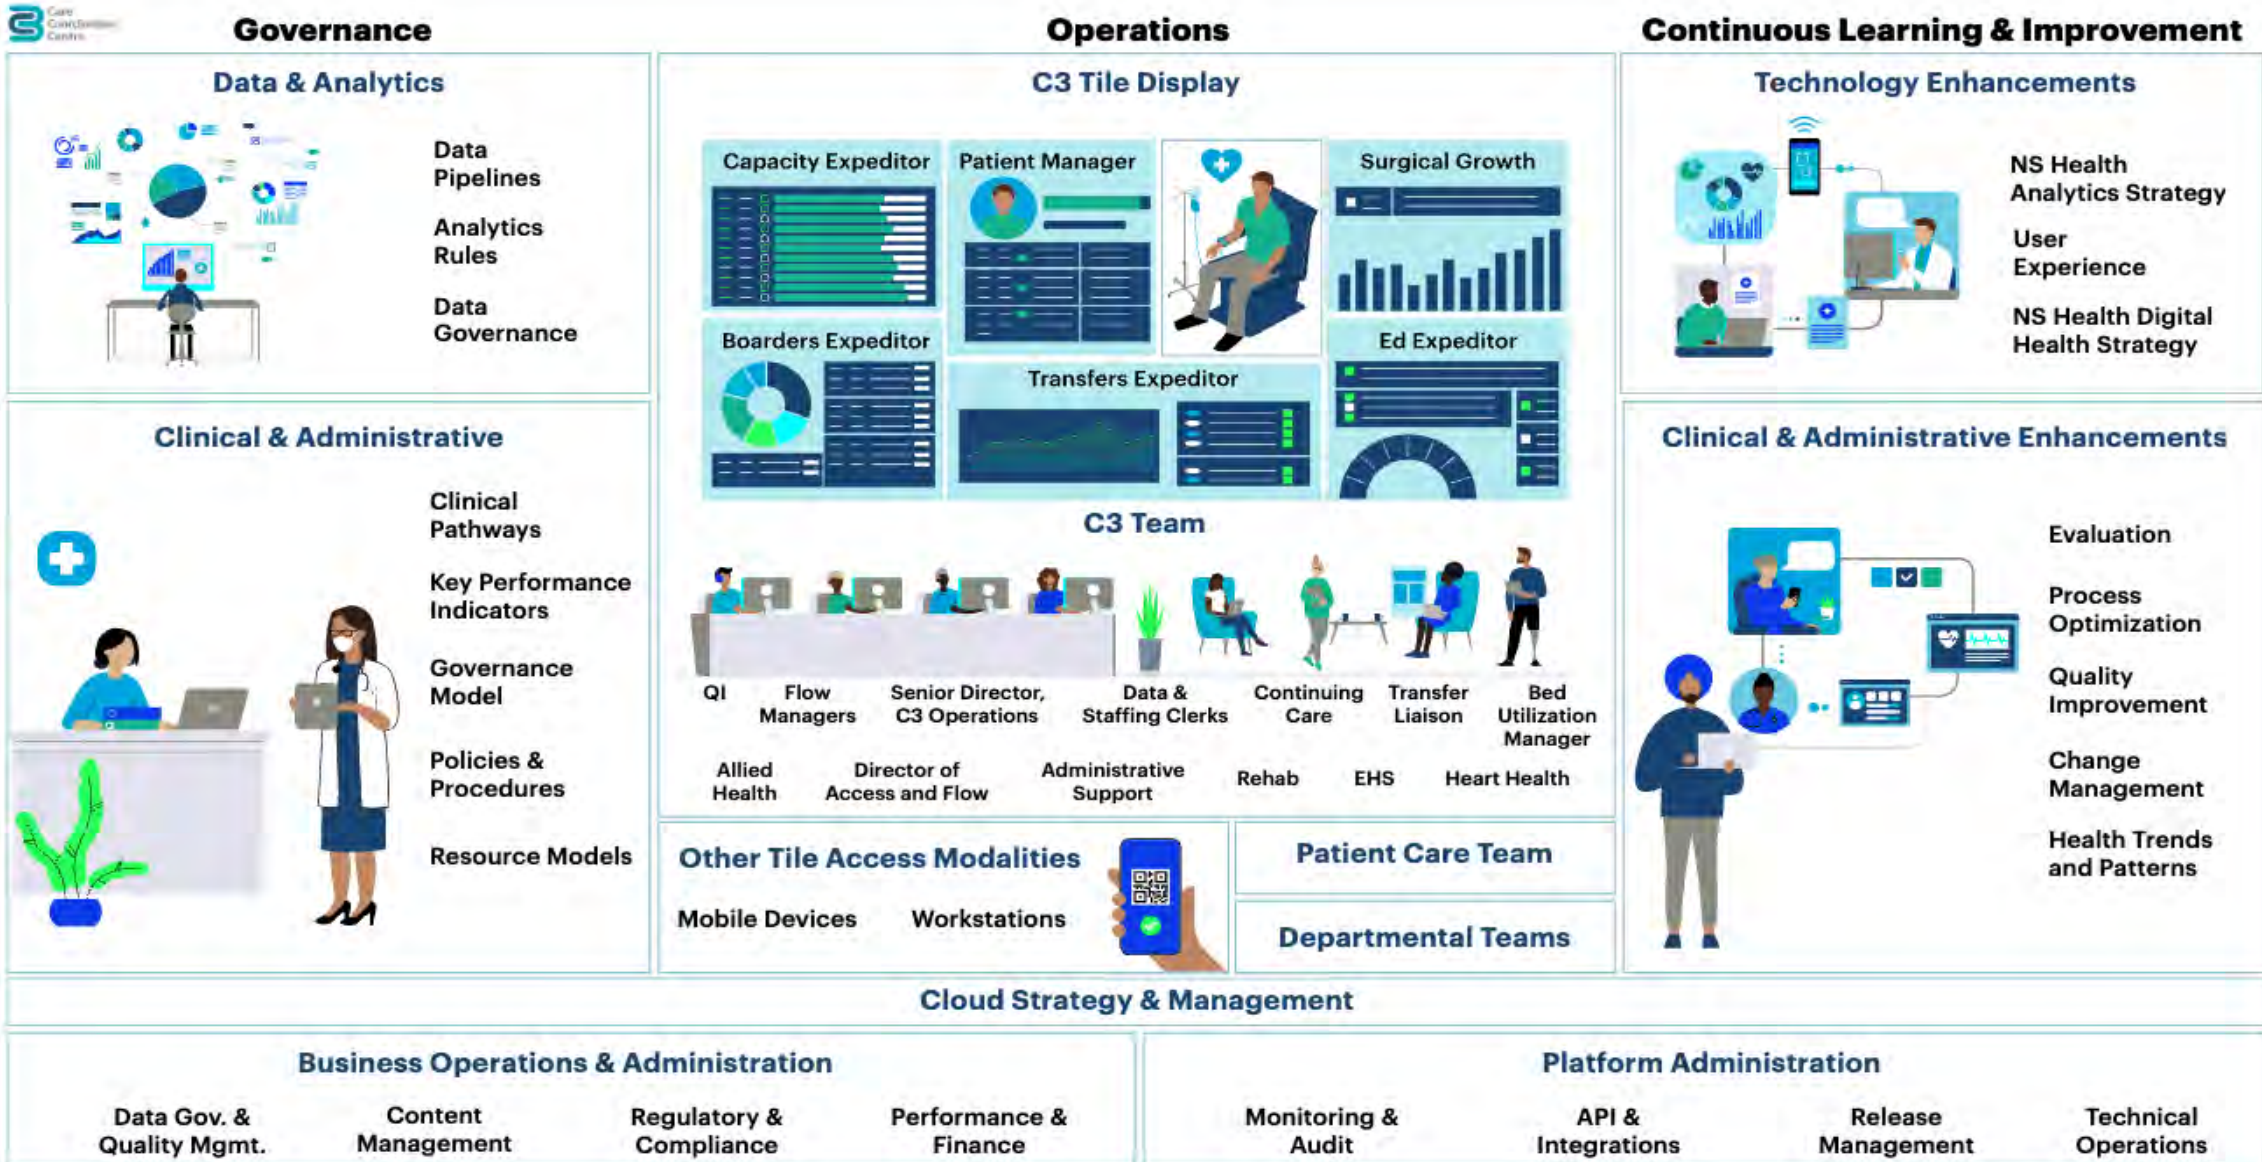 Care
Coordination
Centre
Governance
Operations
Continuous Learning & Improvement
Data & Analytics
Data
Pipelines
Analytics
Rules
Data
Governance
Clinical & Administrative
Clinical
Pathways
Key Performance
Indicators
Governance
Model
Policies &
Procedures
Resource Models
C3 Tile Display
Capacity Expeditor
Patient Manager
Surgical Growth
Boarders Expeditor
Transfers Expeditor
Ed Expeditor
C3 Team
QI
Flow
Managers
Senior Director,
C3 Operations
Data &
Staffing Clerks
Continuing
Care
Transfer
Liaison
Bed
Utilization
Manager
Allied
Health
Director of
Access and Flow
Administrative
Support
Rehab
EHS
Heart Health
Other Tile Access Modalities
Mobile Devices
Workstations
Patient Care Team
Departmental Teams
Technology Enhancements
NS Health
Analytics Strategy
User
Experience
NS Health Digital
Health Strategy
Clinical & Administrative Enhancements
Evaluation
Process
Optimization
Quality
Improvement
Change
Management
Health Trends
and Patterns
Cloud Strategy & Management
Business Operations & Administration
Data Gov. &
Quality Mgmt.
Content
Management
Regulatory &
Compliance
Performance &
Finance
Platform Administration
Monitoring &
Audit
API &
Integrations
Release
Management
Technical
Operations